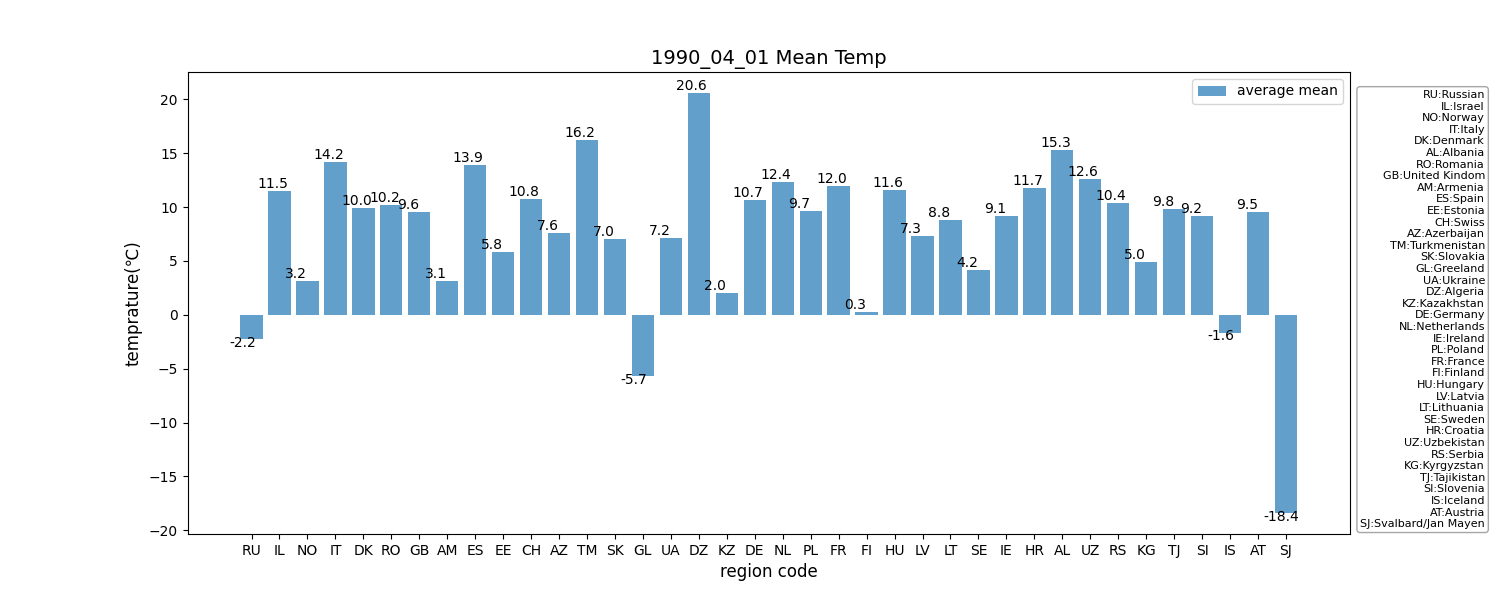 1990_04_01 Mean Temp
average mean
temprature(℃)
20
15
10
5
0
−5
−10
−15
−20
-2.2
11.5
3.2
14.2
10.0
10.2
9.6
3.1
13.9
5.8
10.8
7.6
16.2
7.0
-5.7
7.2
20.6
2.0
10.7
12.4
9.7
12.0
0.3
11.6
7.3
8.8
4.2
9.1
11.7
15.3
12.6
10.4
5.0
9.8
9.2
-1.6
9.5
-18.4
RU IL NO IT DK RO GB AM ES EE CH AZ TM SK GL UA DZ KZ DE NL PL FR FI HU LV LT SE IE HR AL UZ RS KG TJ SI IS AT SJ
region code
RU:Russian
IL:Israel
NO:Norway
IT:Italy
DK:Denmark
AL:Albania
RO:Romania
GB:United Kindom
AM:Armenia
ES:Spain
EE:Estonia
CH:Swiss
AZ:Azerbaijan
TM:Turkmenistan
SK:Slovakia
GL:Greeland
UA:Ukraine
DZ:Algeria
KZ:Kazakhstan
DE:Germany
NL:Netherlands
IE:Ireland
PL:Poland
FR:France
FI:Finland
HU:Hungary
LV:Latvia
LT:Lithuania
SE:Sweden
HR:Croatia
UZ:Uzbekistan
RS:Serbia
KG:Kyrgyzstan
TJ:Tajikistan
SI:Slovenia
IS:Iceland
AT:Austria
SJ:Svalbard/Jan Mayen